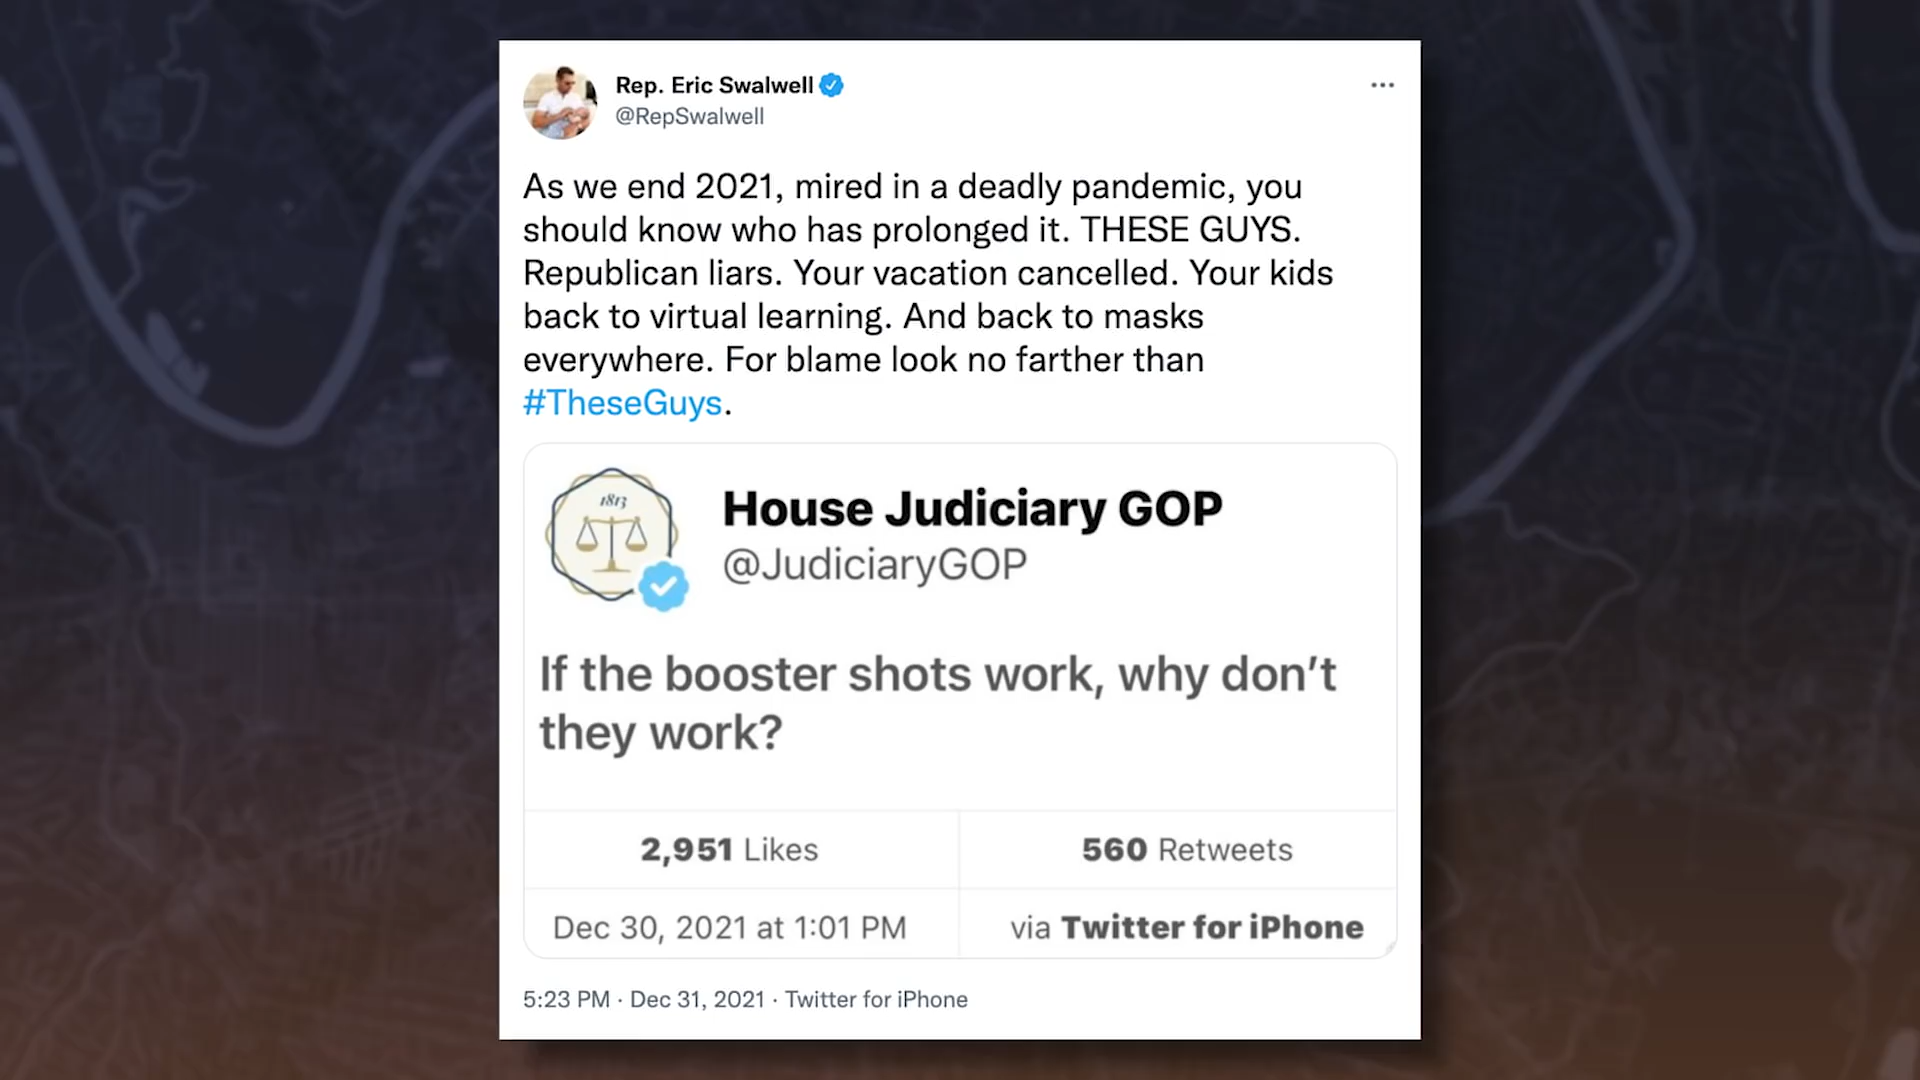 Rep. Eric Swalwell
@RepSwalwell
As we end 2021, mired in a deadly pandemic, you
should know who has prolonged it. THESE GUYS.
Republican liars. Your vacation cancelled. Your kids
back to virtual learning. And back to masks
everywhere. For blame look no farther than
#TheseGuys.
1813
House Judiciary GOP
@JudiciaryGOP
If the booster shots work, why don’t
they work?
2,951 Likes
560 Retweets
Dec 30, 2021 at 1:01 PM
via Twitter for iPhone
5:23 PM · Dec 31, 2021 · Twitter for iPhone